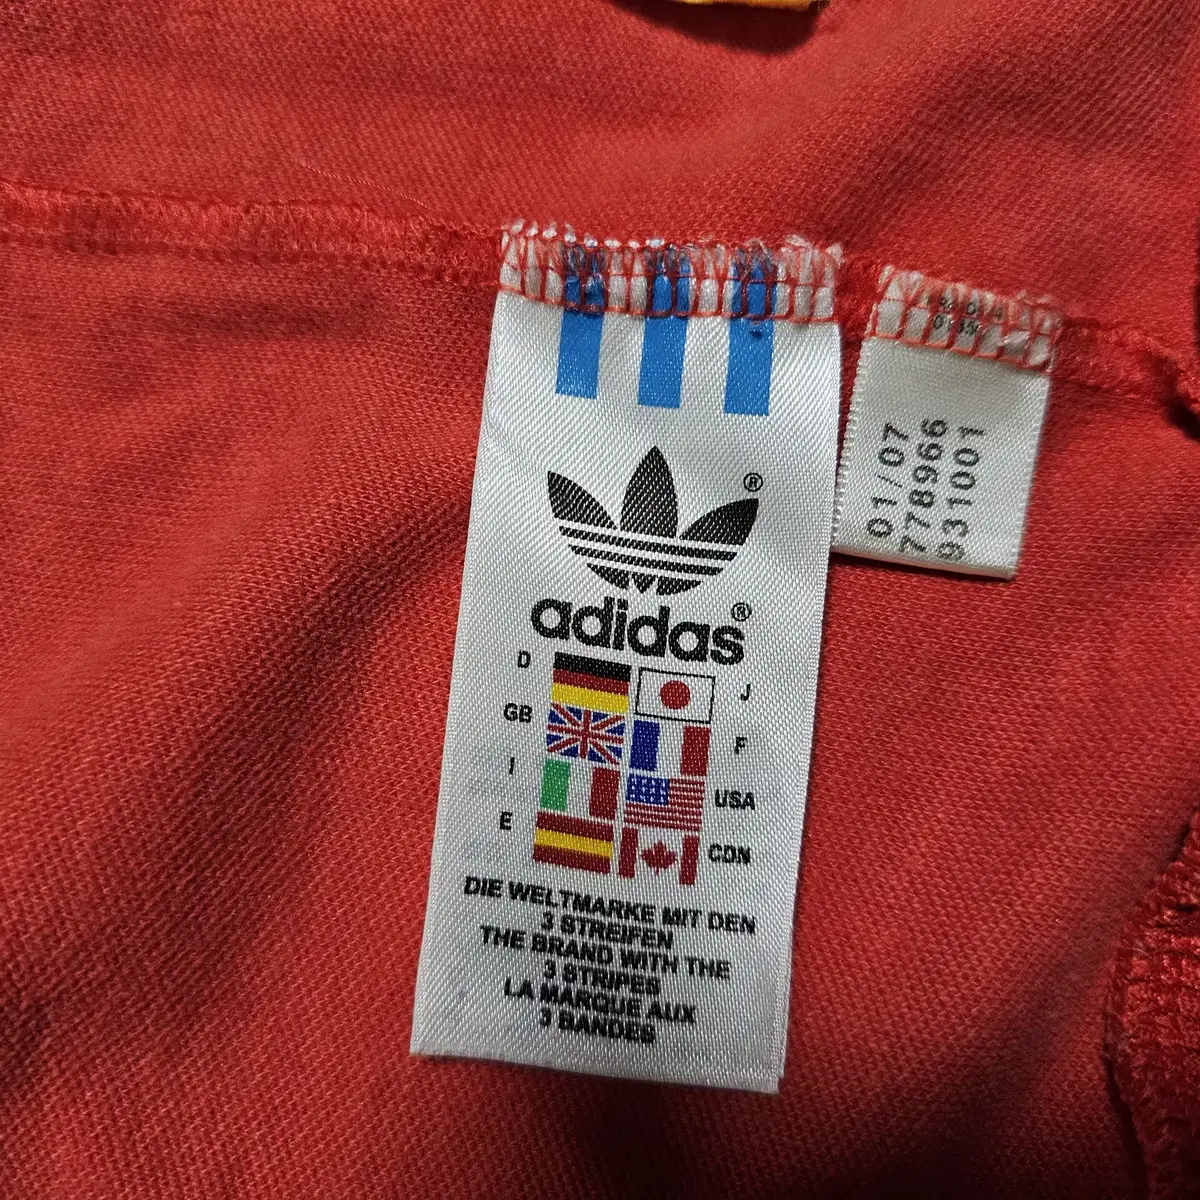 adidas
D
J
GB
F
I
USA
E
CDN
DIE WELTMARKE MIT DEN
3 STREIFEN
THE BRAND WITH THE
3 STRIPES
LA MARQUE AUX
3 BANDES
01/07
778966
931001